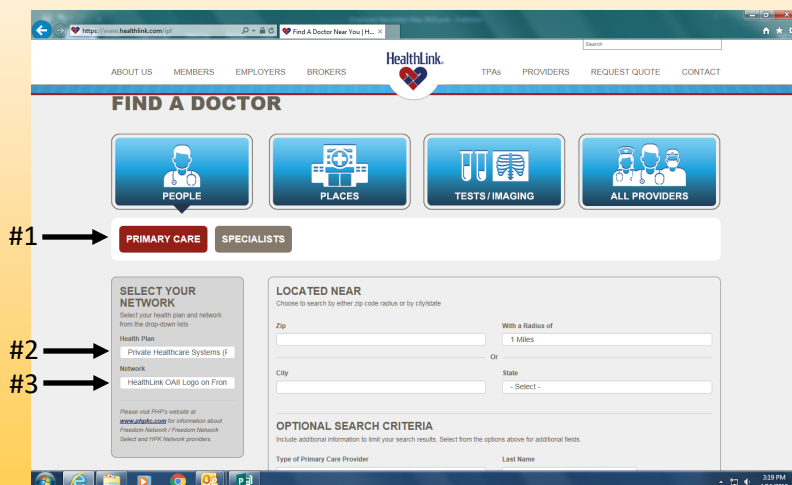 https://www.healthlink.com/ipf
Find A Doctor Near You | H...
Search
HealthLink
ABOUT US MEMBERS EMPLOYERS BROKERS TPAs PROVIDERS REQUEST QUOTE CONTACT
FIND A DOCTOR
PEOPLE PLACES TESTS / IMAGING ALL PROVIDERS
#1
PRIMARY CARE SPECIALISTS
SELECT YOUR
NETWORK
Select your health plan and network
from the drop-down lists
Health Plan
#2
Private Healthcare Systems (F
Network
#3
HealthLink OAII Logo on Fron
Please visit PHP's website at
www.phpkc.com for information about
Freedom Network / Freedom Network
Select and HPK Network providers.
LOCATED NEAR
Choose to search by either zip code radius or by city/state
Zip With a Radius of
1 Miles
Or
City State
- Select -
OPTIONAL SEARCH CRITERIA
Include additional information to limit your search results. Select from the options above for additional fields.
Type of Primary Care Provider Last Name
3:19 PM